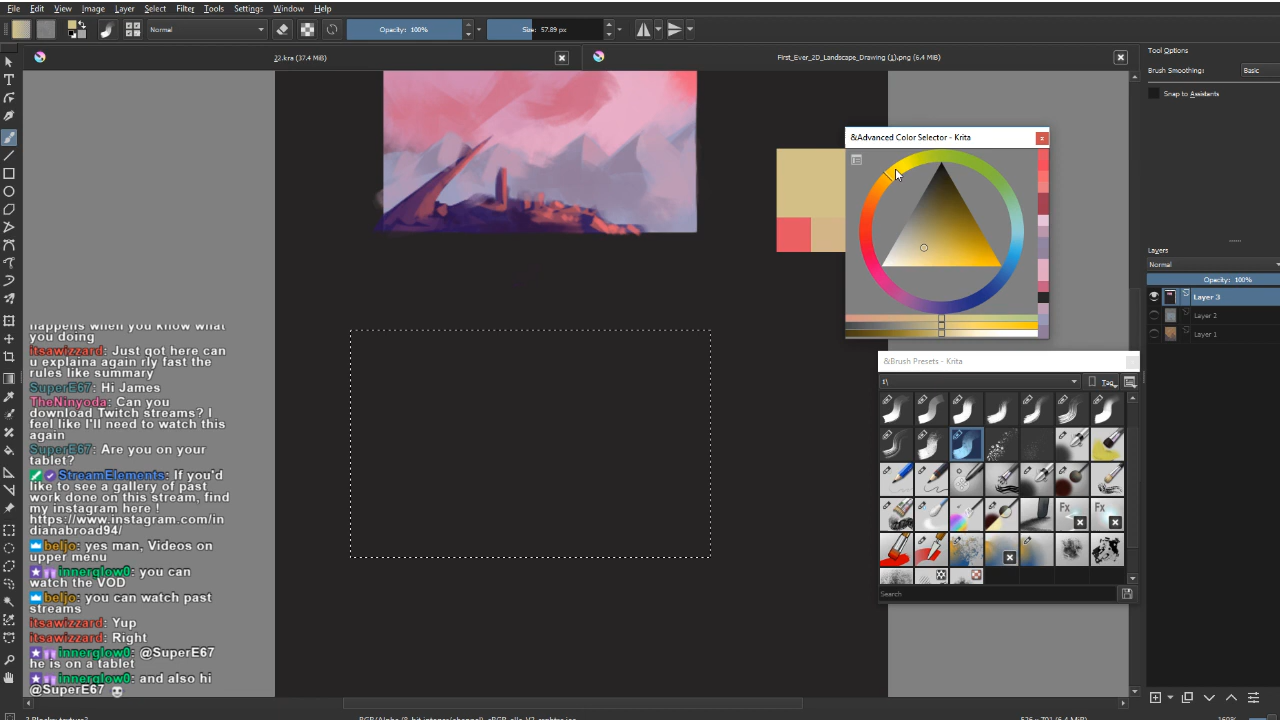 File Edit View Image Layer Select Filter Tools Settings Window Help
Normal
Opacity: 100%
Size: 57.89 px
22.kra (37.4 MiB)
First_Ever_2D_Landscape_Drawing (1).png (6.4 MiB)
Tool Options
Brush Smoothing: Basic
Snap to Assistants
&Advanced Color Selector - Krita
Layers
Normal
Opacity: 100%
Layer 3
Layer 2
Layer 1
&Brush Presets - Krita
Tag
Fx
Fx
Search
happens when you know what
you doing
itsawizzard: Just got here can
u explaina again rly fast the
rules like summary
SuperE67: Hi James
TheNinyoda: Can you
download Twitch streams? I
feel like I'll need to watch this
again
SuperE67: Are you on your
tablet?
StreamElements: If you'd
like to see a gallery of past
work done on this stream, find
my instagram here !
https://www.instagram.com/in
dianabroad94/
beljo: yes man, Videos on
upper menu
innerglow0: you can
watch the VOD
beljo: you can watch past
streams
itsawizzard: Yup
itsawizzard: Right
innerglow0: @SuperE67
he is on a tablet
innerglow0: and also hi
@SuperE67